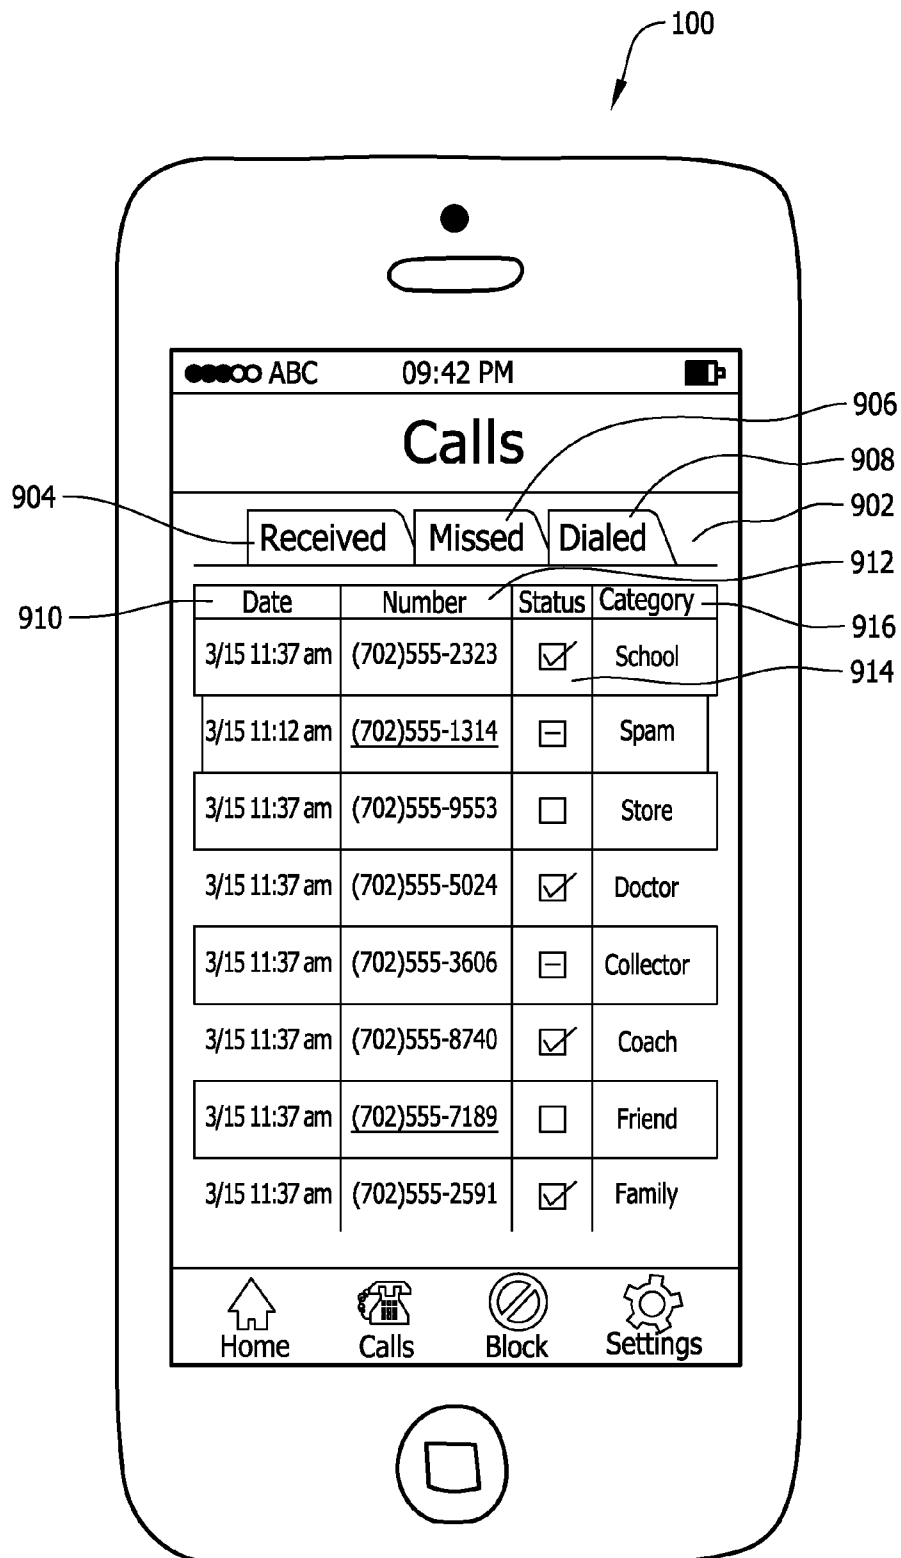 100
ABC 09:42 PM
Calls
906
908
904
902
Received Missed Dialed
912
910
Date Number Status Category
916
914
3/15 11:37 am (702)555-2323 School
3/15 11:12 am (702)555-1314 Spam
3/15 11:37 am (702)555-9553 Store
3/15 11:37 am (702)555-5024 Doctor
3/15 11:37 am (702)555-3606 Collector
3/15 11:37 am (702)555-8740 Coach
3/15 11:37 am (702)555-7189 Friend
3/15 11:37 am (702)555-2591 Family
Home Calls Block Settings